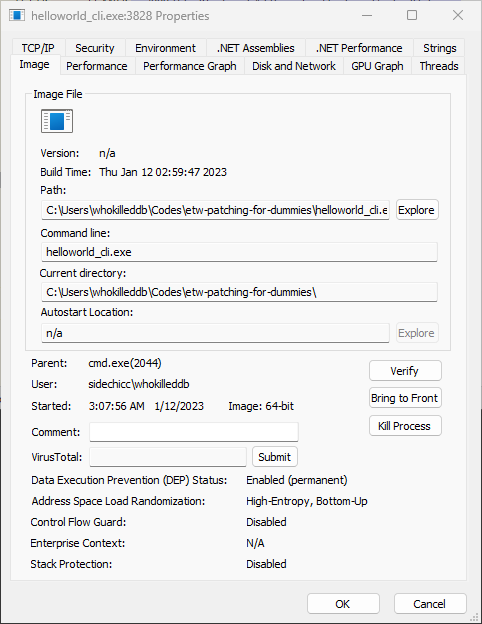 helloworld_cli.exe:3828 Properties
TCP/IP Security Environment .NET Assemblies .NET Performance Strings
Image Performance Performance Graph Disk and Network GPU Graph Threads
Image File
Version: n/a
Build Time: Thu Jan 12 02:59:47 2023
Path:
C:\Users\whokilleddb\Codes\etw-patching-for-dummies\helloworld_cli.e Explore
Command line:
helloworld_cli.exe
Current directory:
C:\Users\whokilleddb\Codes\etw-patching-for-dummies\
Autostart Location:
n/a Explore
Parent: cmd.exe(2044)
Verify
User: sidechicc\whokilleddb
Bring to Front
Started: 3:07:56 AM 1/12/2023 Image: 64-bit
Kill Process
Comment:
VirusTotal: Submit
Data Execution Prevention (DEP) Status: Enabled (permanent)
Address Space Load Randomization: High-Entropy, Bottom-Up
Control Flow Guard: Disabled
Enterprise Context: N/A
Stack Protection: Disabled
OK Cancel